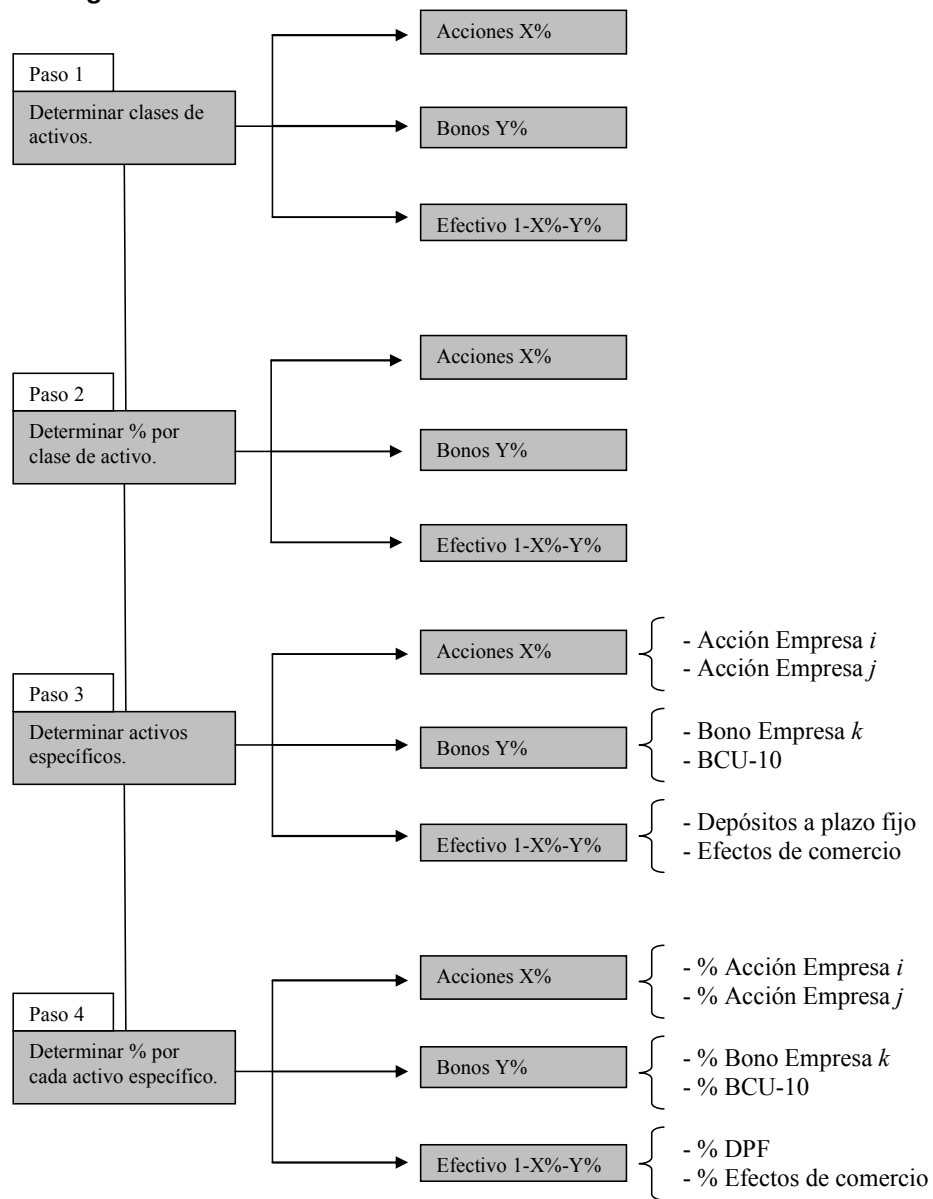 Acciones X%
Paso 1
Determinar clases de
activos.
Bonos Y%
Efectivo 1-X%-Y%
Acciones X%
Paso 2
Determinar % por
clase de activo.
Bonos Y%
Efectivo 1-X%-Y%
Acciones X%
- Acción Empresa i
- Acción Empresa j
Paso 3
Determinar activos
específicos.
Bonos Y%
- Bono Empresa k
- BCU-10
Efectivo 1-X%-Y%
- Depósitos a plazo fijo
- Efectos de comercio
Acciones X%
- % Acción Empresa i
- % Acción Empresa j
Paso 4
Determinar % por
cada activo específico.
Bonos Y%
- % Bono Empresa k
- % BCU-10
Efectivo 1-X%-Y%
- % DPF
- % Efectos de comercio